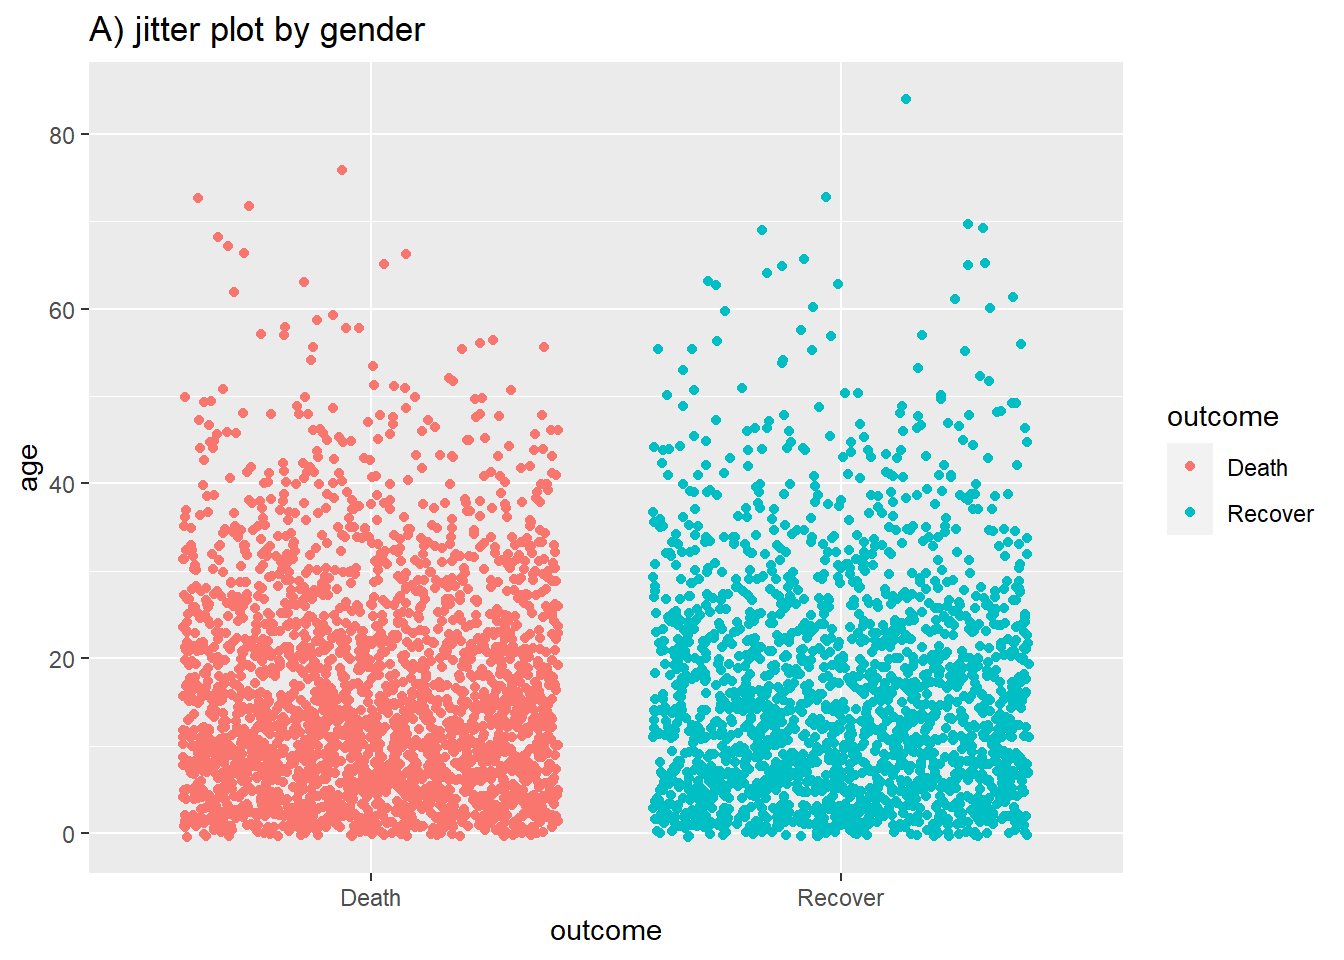 A) jitter plot by gender
age
80
60
40
20
0
Death
Recover
outcome
outcome
Death
Recover